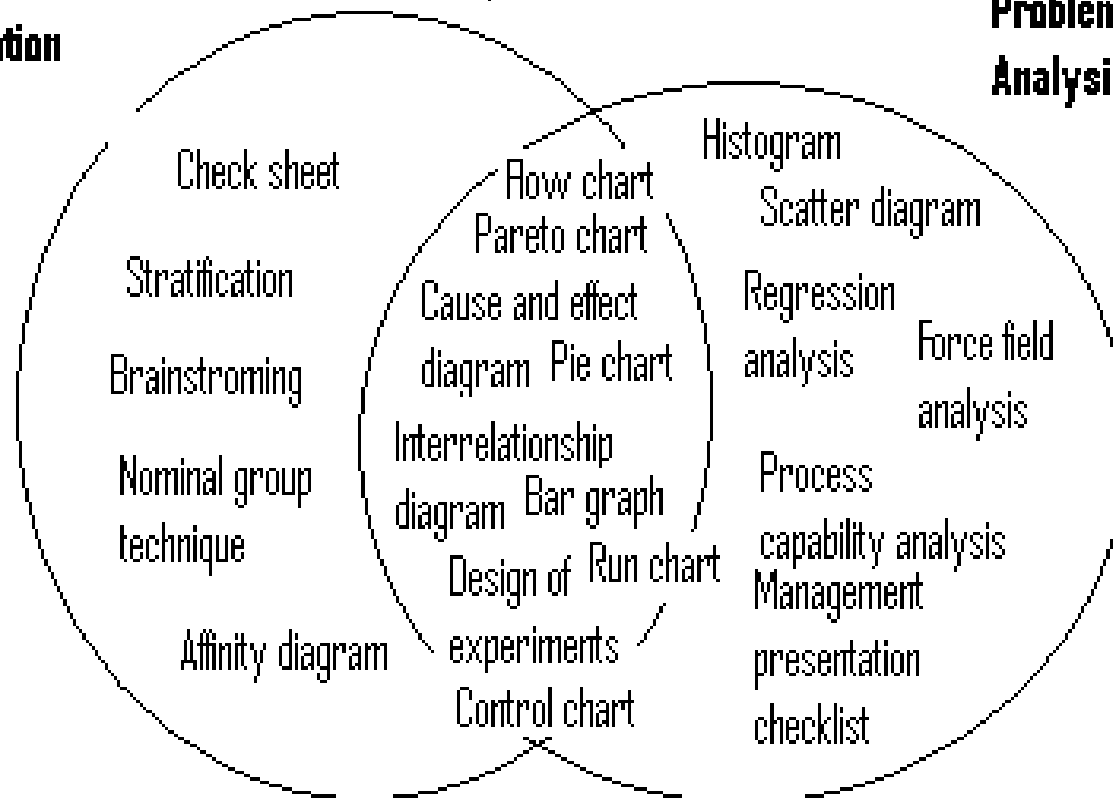 tion
Problem
Analysi
Check sheet
Stratification
Brainstroming
Nominal group
technique
Affinity diagram
Flow chart
Pareto chart
Cause and effect
diagram
Pie chart
Interrelationship
diagram
Bar graph
Design of
Run chart
experiments
Control chart
Histogram
Scatter diagram
Regression
analysis
Force field
analysis
Process
capability analysis
Management
presentation
checklist